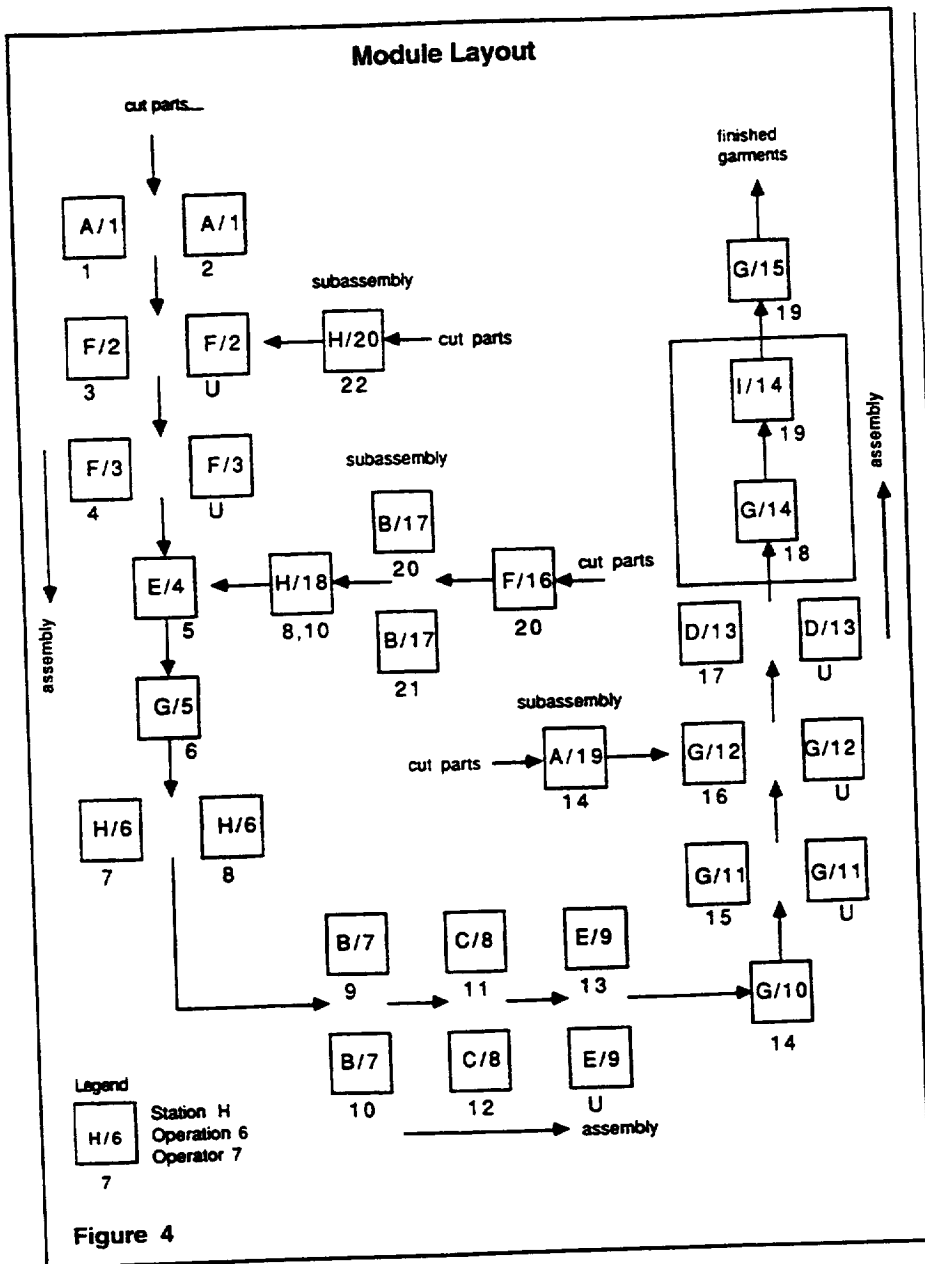 Module Layout
cut parts
finished
garments
A/1
A/1
1
2
G/15
19
subassembly
F/2
F/2
H/20
cut parts
3
U
22
I/14
19
assembly
subassembly
F/3
F/3
4
U
B/17
20
G/14
18
E/4
5
H/18
8,10
F/16
20
cut parts
B/17
21
assembly
D/13
D/13
17
U
G/5
6
subassembly
cut parts
A/19
14
G/12
G/12
16
U
H/6
H/6
7
8
G/11
G/11
15
U
B/7
C/8
E/9
9
11
13
G/10
14
B/7
C/8
E/9
10
12
U
assembly
Legend
H/6
7
Station H
Operation 6
Operator 7
Figure 4